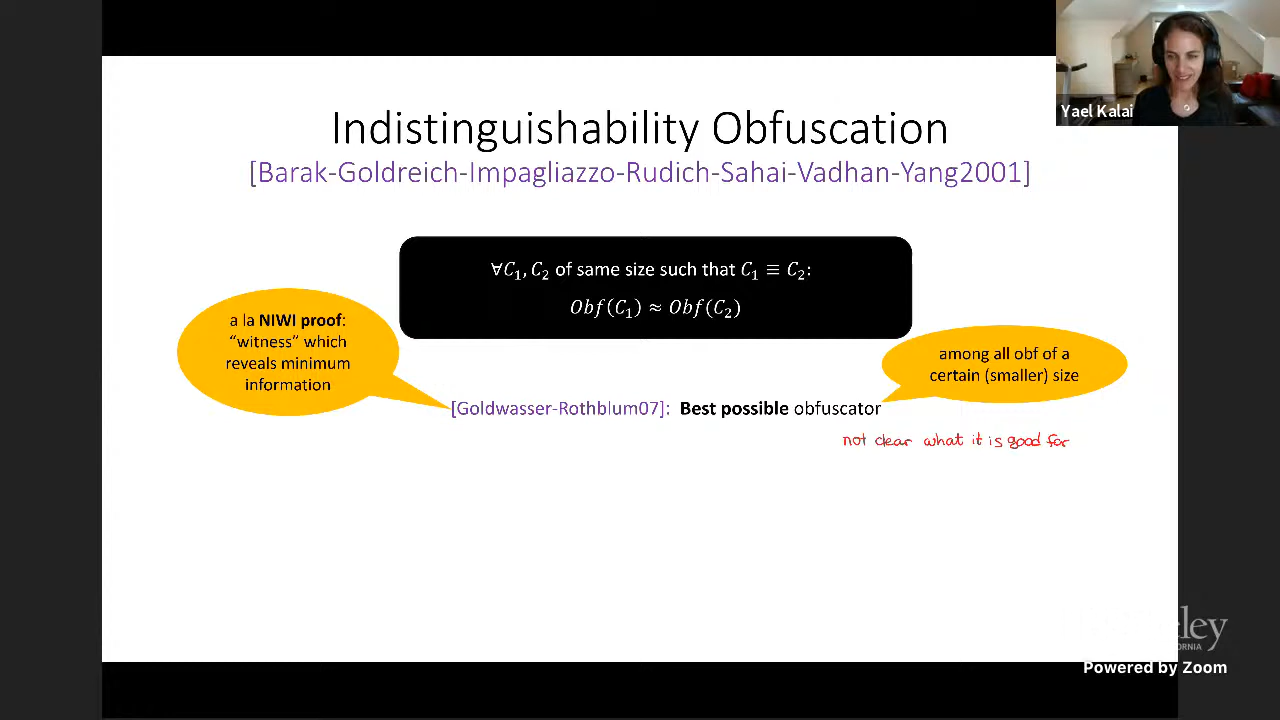 Yael Kalai
Indistinguishability Obfuscation
[Barak-Goldreich-Impagliazzo-Rudich-Sahai-Vadhan-Yang2001]
∀C₁, C₂ of same size such that C₁ ≡ C₂:
Obf(C₁) ≈ Obf(C₂)
a la NIWI proof:
“witness” which
reveals minimum
information
among all obf of a
certain (smaller) size
[Goldwasser-Rothblum07]: Best possible obfuscator
not clear what it is good for
Powered by Zoom